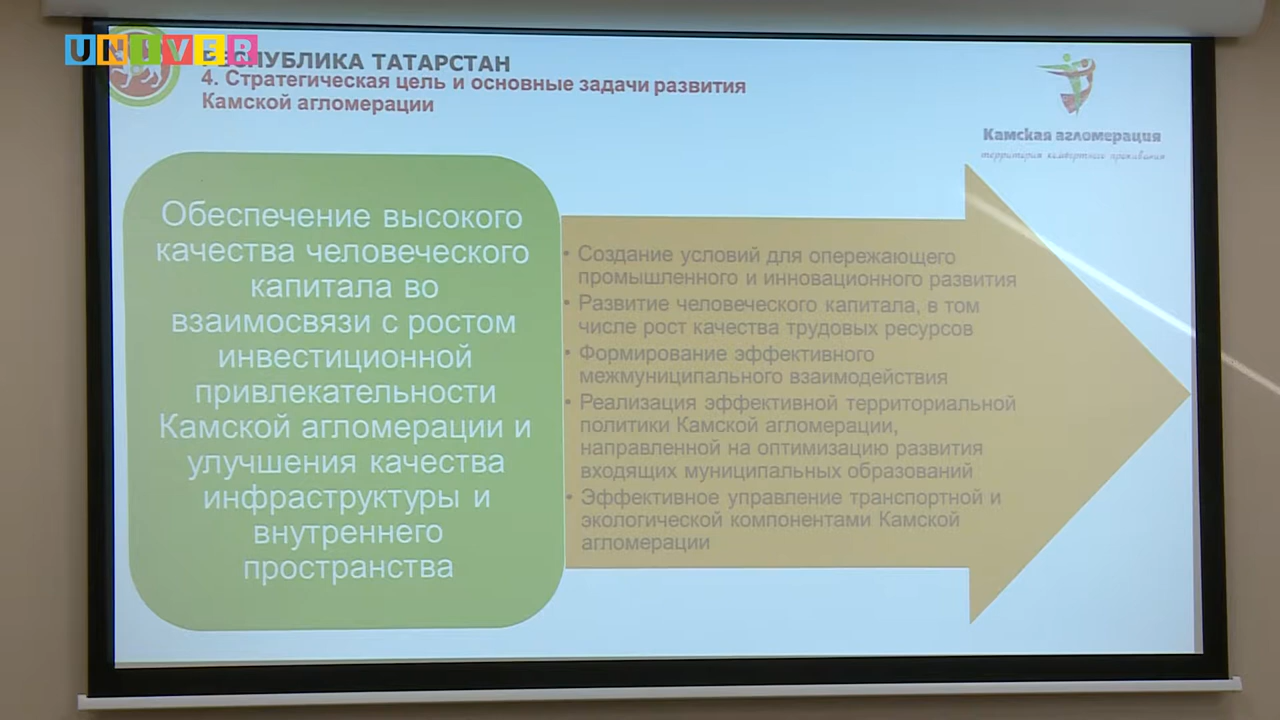 UNIVER
РЕСПУБЛИКА ТАТАРСТАН
4. Стратегическая цель и основные задачи развития
Камской агломерации
Камская агломерация
территория комфортного проживания
Обеспечение высокого
качества человеческого
капитала во
взаимосвязи с ростом
инвестиционной
привлекательности
Камской агломерации и
улучшения качества
инфраструктуры и
внутреннего
пространства
• Создание условий для опережающего
промышленного и инновационного развития
• Развитие человеческого капитала, в том
числе рост качества трудовых ресурсов
• Формирование эффективного
межмуниципального взаимодействия
• Реализация эффективной территориальной
политики Камской агломерации,
направленной на оптимизацию развития
входящих муниципальных образований
• Эффективное управление транспортной и
экологической компонентами Камской
агломерации